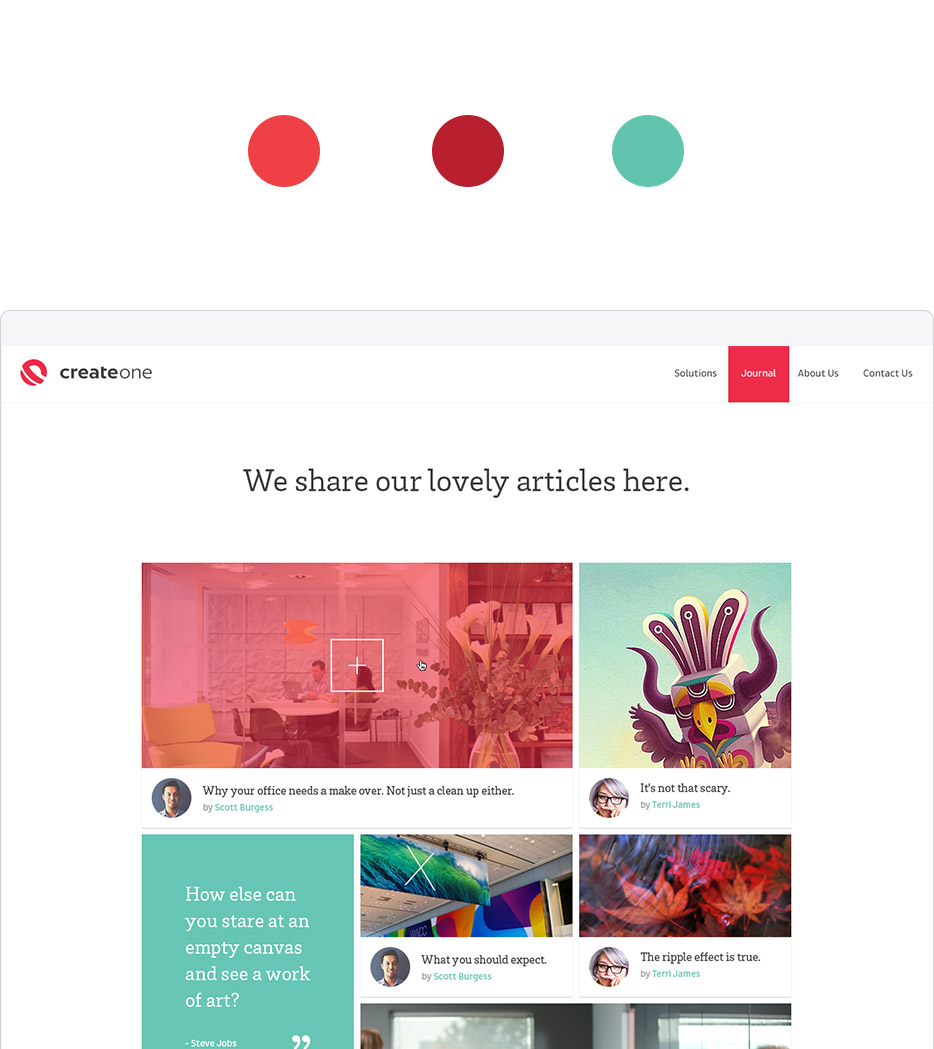 createone
Solutions
Journal
About Us
Contact Us
We share our lovely articles here.
Why your office needs a make over. Not just a clean up either.
by Scott Burgess
It's not that scary.
by Terri James
How else can
you stare at an
empty canvas
and see a work
of art?
- Steve Jobs
”
X
What you should expect.
by Scott Burgess
The ripple effect is true.
by Terri James